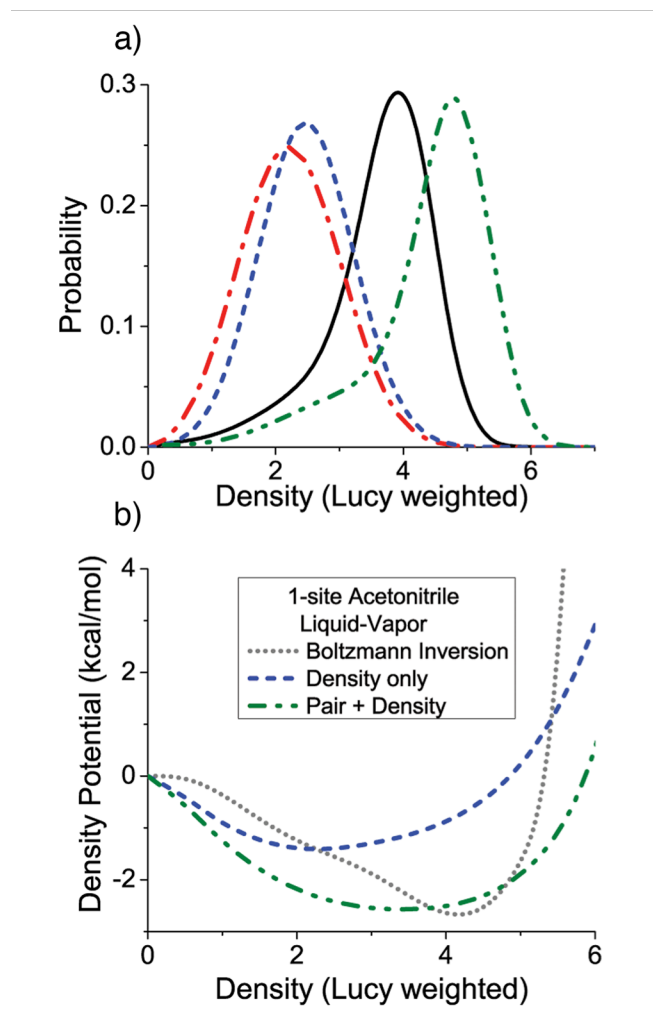 a)
0.3
0.2
0.1
0.0
Probability
0 2 4 6
Density (Lucy weighted)
b)
4
2
0
-2
Density Potential (kcal/mol)
1-site Acetonitrile
Liquid-Vapor
Boltzmann Inversion
Density only
Pair + Density
0 2 4 6
Density (Lucy weighted)